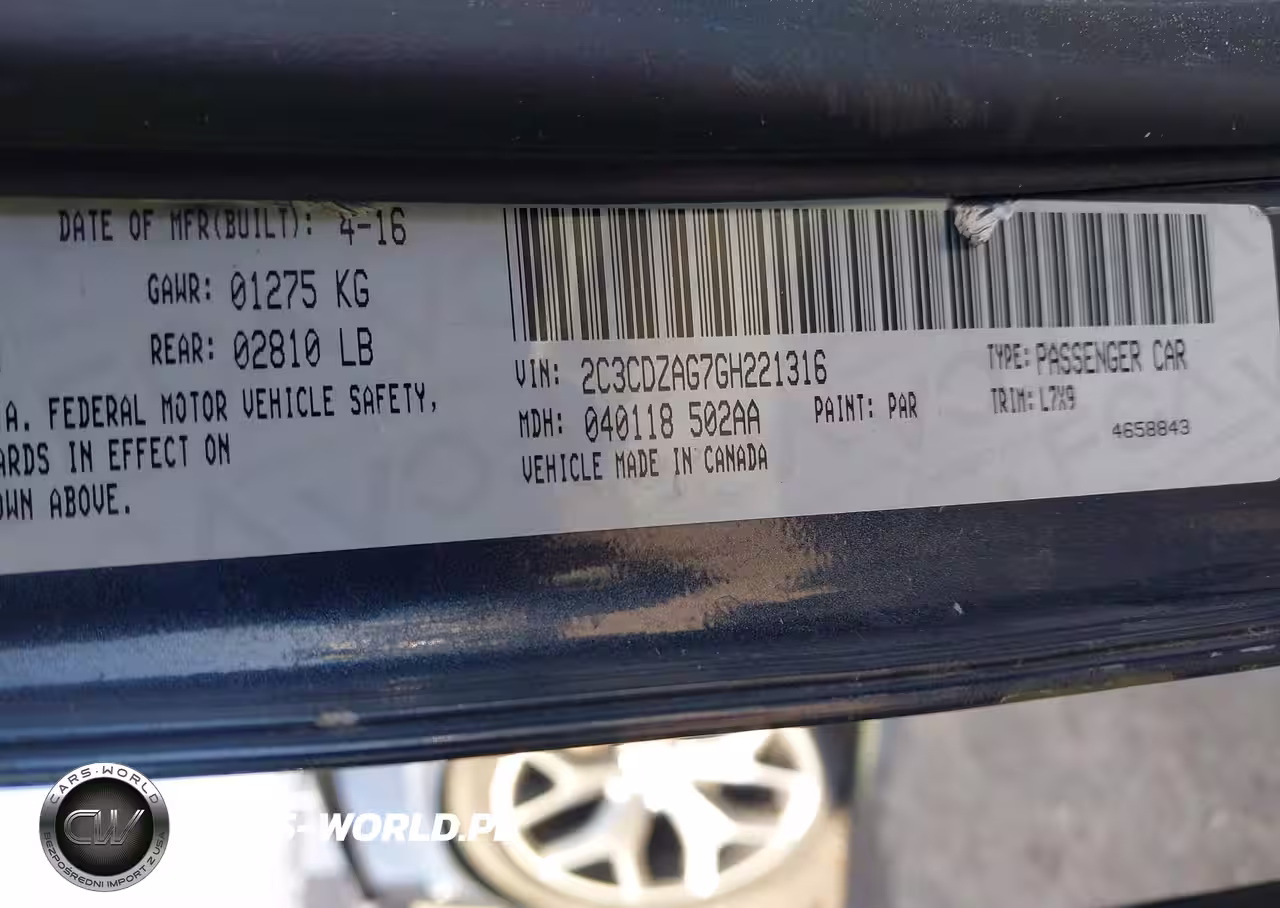 DATE OF MFR(BUILT): 4-16
GAWR: 01275 KG
REAR: 02810 LB
.A. FEDERAL MOTOR VEHICLE SAFETY,
ARDS IN EFFECT ON
OWN ABOVE.
VIN: 2C3CDZAG7GH221316
TYPE: PASSENGER CAR
MDH: 040118 502AA
PAINT: PAR
TRIM: L7X9
VEHICLE MADE IN CANADA
4658843
CARS-WORLD
CW
BEZPOŚREDNI IMPORT Z USA
S-WORLD.PL